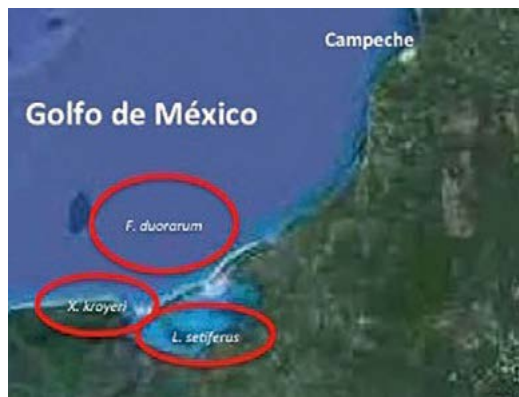 Campeche
Golfo de México
F. duorarum
X. kroyeri
L. setiferus